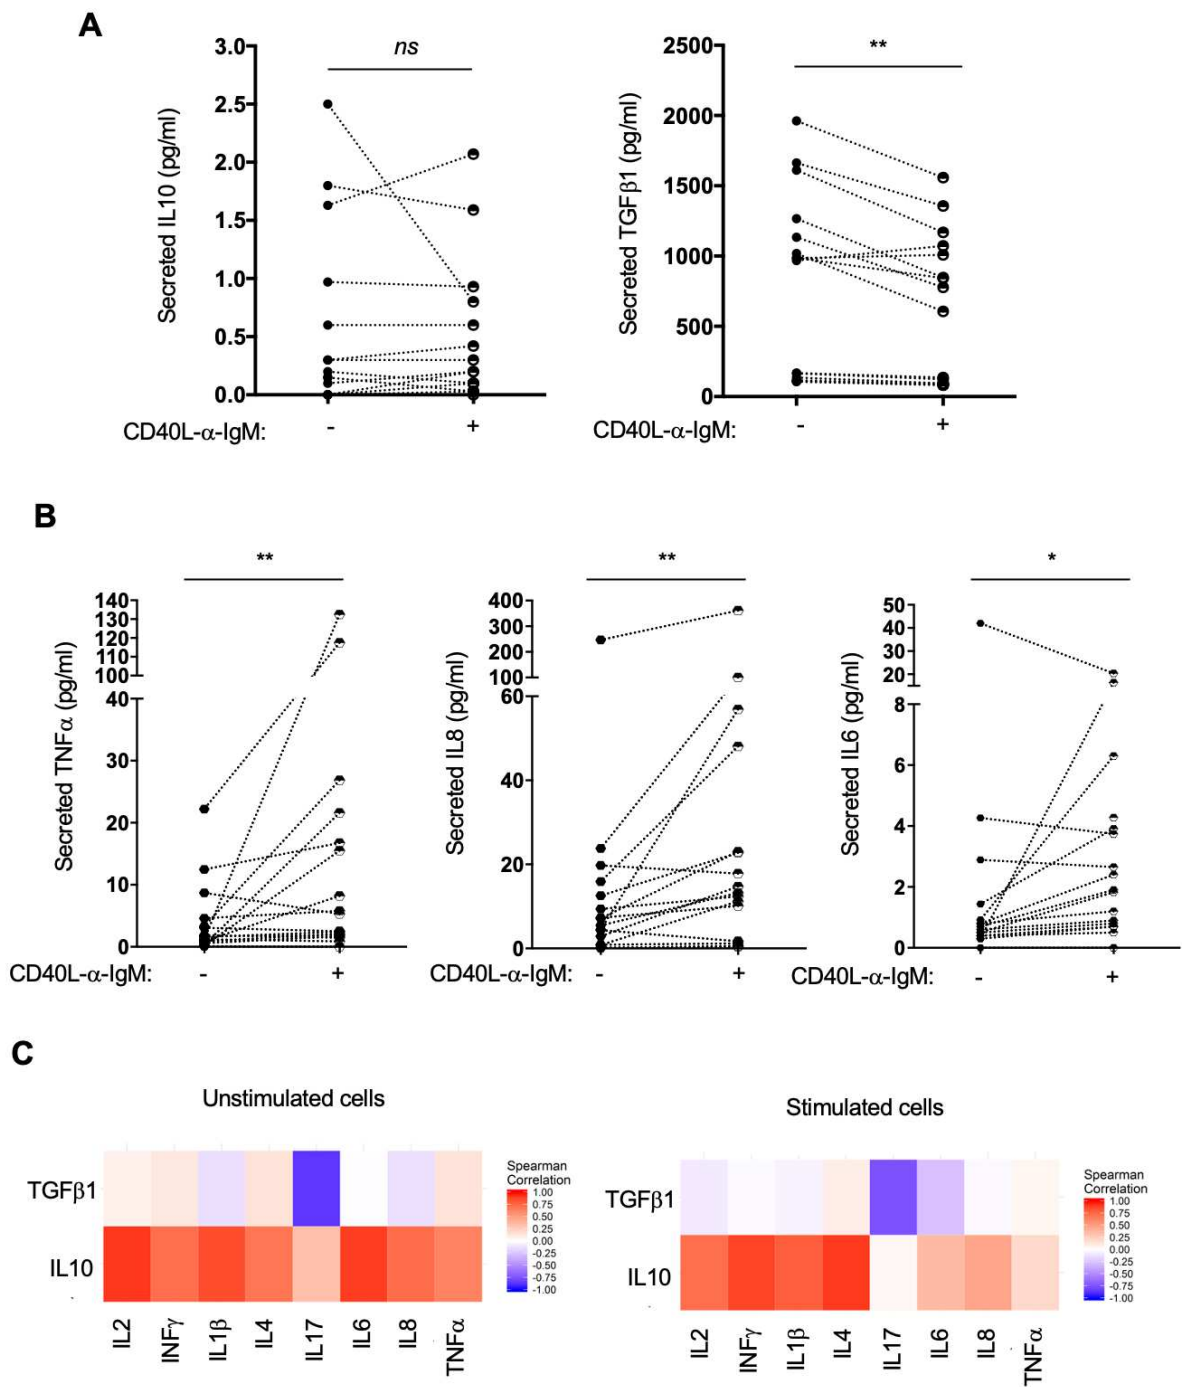 A
ns
**
3.0
2.5
2.0
1.5
1.0
0.5
0.0
Secreted IL10 (pg/ml)
CD40L-α-IgM:
-
+
2500
2000
1500
1000
500
0
Secreted TGFβ1 (pg/ml)
CD40L-α-IgM:
-
+
B
**
**
*
140
130
120
110
100
40
30
20
10
0
Secreted TNFα (pg/ml)
CD40L-α-IgM:
-
+
400
300
200
100
60
40
20
0
Secreted IL8 (pg/ml)
CD40L-α-IgM:
-
+
50
40
30
20
8
6
4
2
0
Secreted IL6 (pg/ml)
CD40L-α-IgM:
-
+
C
Unstimulated cells
TGFβ1
IL10
IL2
INFγ
IL1β
IL4
IL17
IL6
IL8
TNFα
Spearman
Correlation
1.00
0.75
0.50
0.25
0.00
-0.25
-0.50
-0.75
-1.00
Stimulated cells
TGFβ1
IL10
IL2
INFγ
IL1β
IL4
IL17
IL6
IL8
TNFα
Spearman
Correlation
1.00
0.75
0.50
0.25
0.00
-0.25
-0.50
-0.75
-1.00